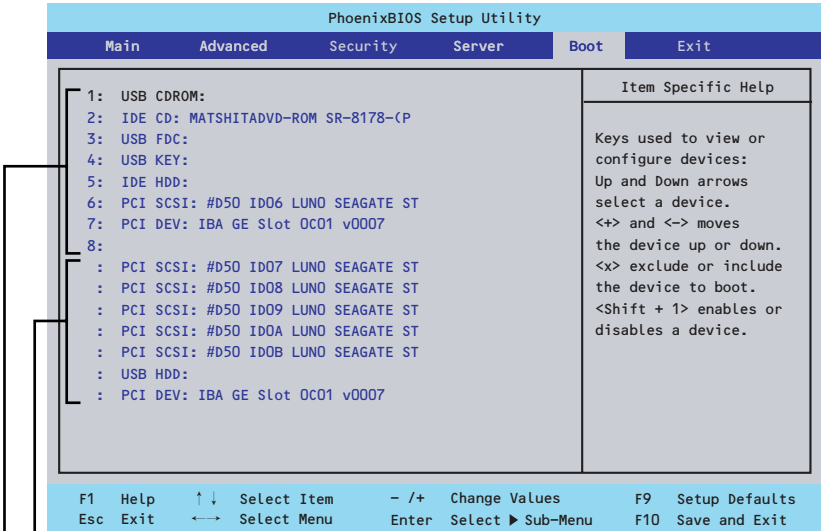 PhoenixBIOS Setup Utility
Main Advanced Security Server Boot Exit
1: USB CDROM:
2: IDE CD: MATSHITADVD-ROM SR-8178-(P
3: USB FDC:
4: USB KEY:
5: IDE HDD:
6: PCI SCSI: #D50 ID06 LUN0 SEAGATE ST
7: PCI DEV: IBA GE Slot 0C01 v0007
8:
: PCI SCSI: #D50 ID07 LUN0 SEAGATE ST
: PCI SCSI: #D50 ID08 LUN0 SEAGATE ST
: PCI SCSI: #D50 ID09 LUN0 SEAGATE ST
: PCI SCSI: #D50 ID0A LUN0 SEAGATE ST
: PCI SCSI: #D50 ID0B LUN0 SEAGATE ST
: USB HDD:
: PCI DEV: IBA GE Slot 0C01 v0007
Item Specific Help
Keys used to view or
configure devices:
Up and Down arrows
select a device.
<+> and <-> moves
the device up or down.
<x> exclude or include
the device to boot.
<Shift + 1> enables or
disables a device.
F1 Help ↑↓ Select Item - /+ Change Values F9 Setup Defaults
Esc Exit ←→ Select Menu Enter Select ▶ Sub-Menu F10 Save and Exit